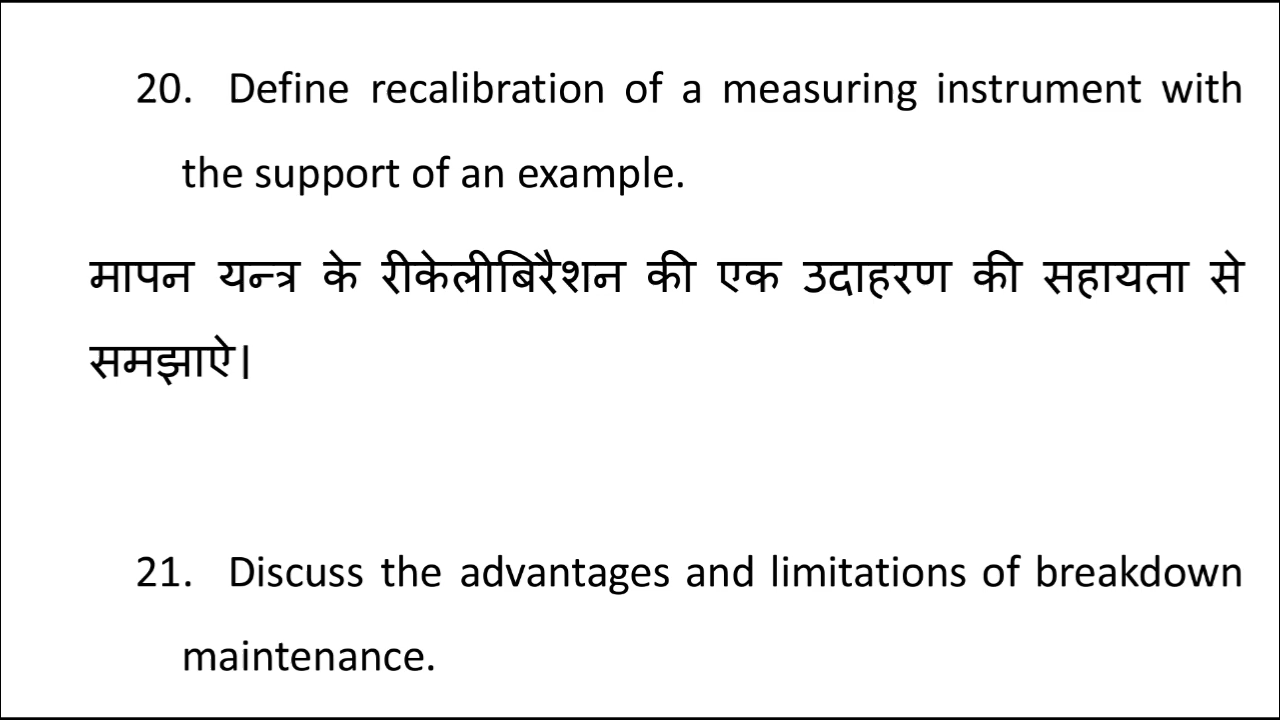 20. Define recalibration of a measuring instrument with
the support of an example.
मापन यन्त्र के रीकेलीबिरैशन की एक उदाहरण की सहायता से
समझाऐ।
21. Discuss the advantages and limitations of breakdown
maintenance.